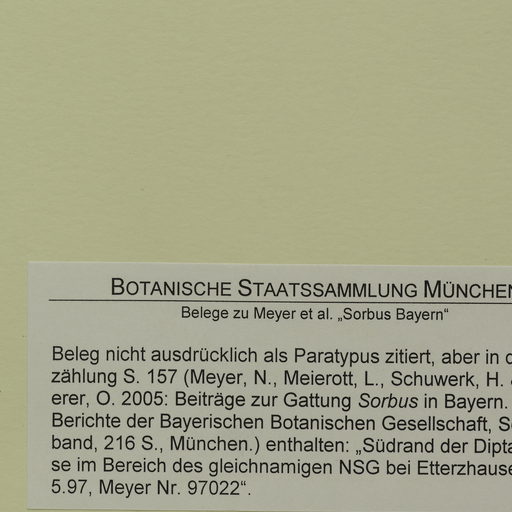 BOTANISCHE STAATSSAMMLUNG MÜNCHEN
Belege zu Meyer et al. „Sorbus Bayern“
Beleg nicht ausdrücklich als Paratypus zitiert, aber in d
zählung S. 157 (Meyer, N., Meierott, L., Schuwerk, H.
erer, O. 2005: Beiträge zur Gattung Sorbus in Bayern.
Berichte der Bayerischen Botanischen Gesellschaft, S
band, 216 S., München.) enthalten: „Südrand der Dipta
se im Bereich des gleichnamigen NSG bei Etterzhause
5.97, Meyer Nr. 97022“.